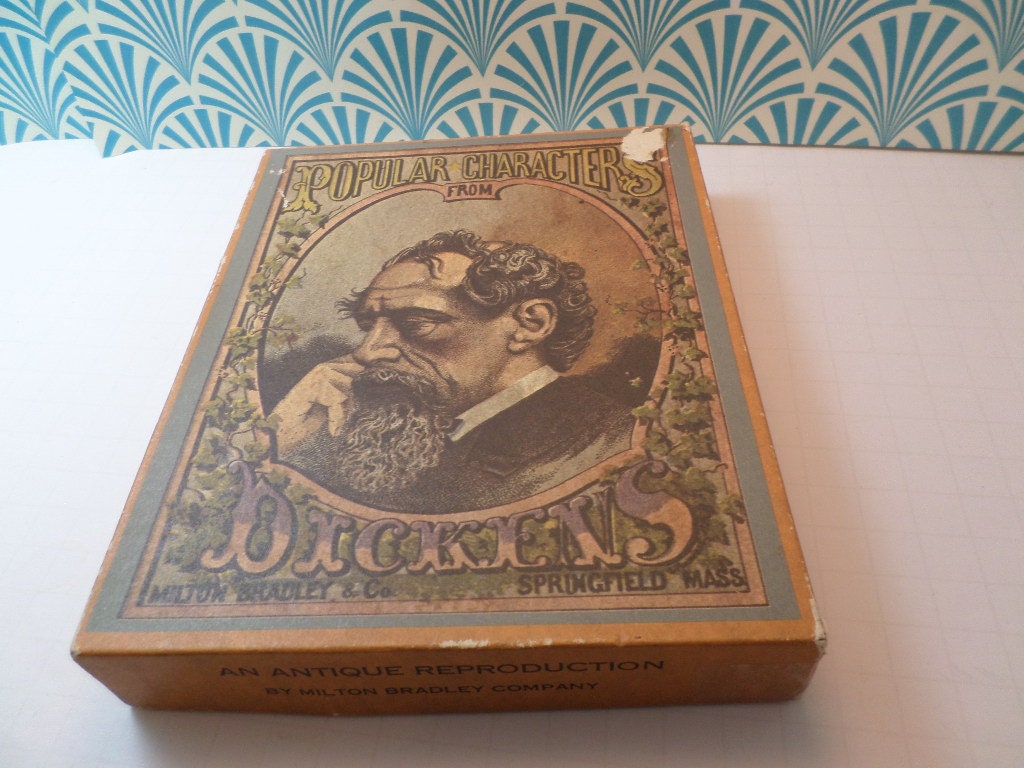 POPULAR CHARACTERS
FROM
DICKENS
MILTON BRADLEY & Co. SPRINGFIELD MASS.
AN ANTIQUE REPRODUCTION
BY MILTON BRADLEY COMPANY